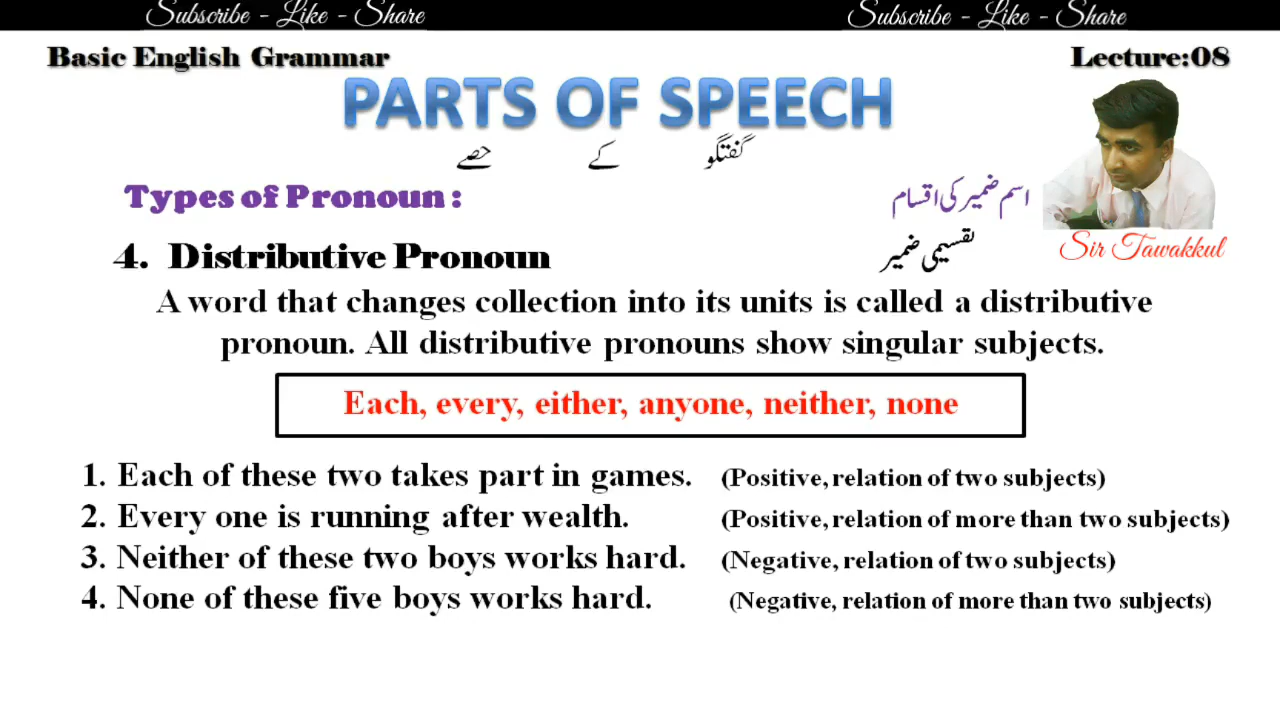 Subscribe - Like - Share
Subscribe - Like - Share
Basic English Grammar
Lecture:08
PARTS OF SPEECH
گفتگو کے حصے
Types of Pronoun :
اسم ضمیر کی اقسام
4. Distributive Pronoun
تقسیمی ضمیر
Sir Tawakkul
A word that changes collection into its units is called a distributive
pronoun. All distributive pronouns show singular subjects.
Each, every, either, anyone, neither, none
1. Each of these two takes part in games. (Positive, relation of two subjects)
2. Every one is running after wealth. (Positive, relation of more than two subjects)
3. Neither of these two boys works hard. (Negative, relation of two subjects)
4. None of these five boys works hard. (Negative, relation of more than two subjects)